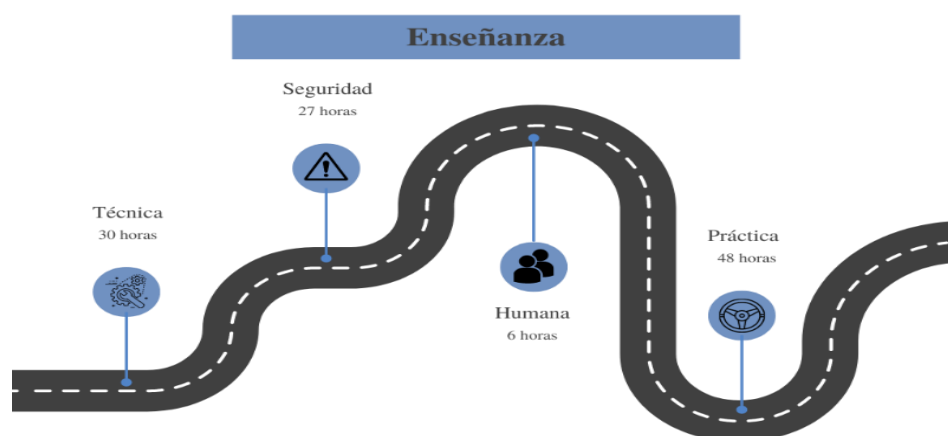 Enseñanza
Seguridad
27 horas
Técnica
30 horas
Humana
6 horas
Práctica
48 horas